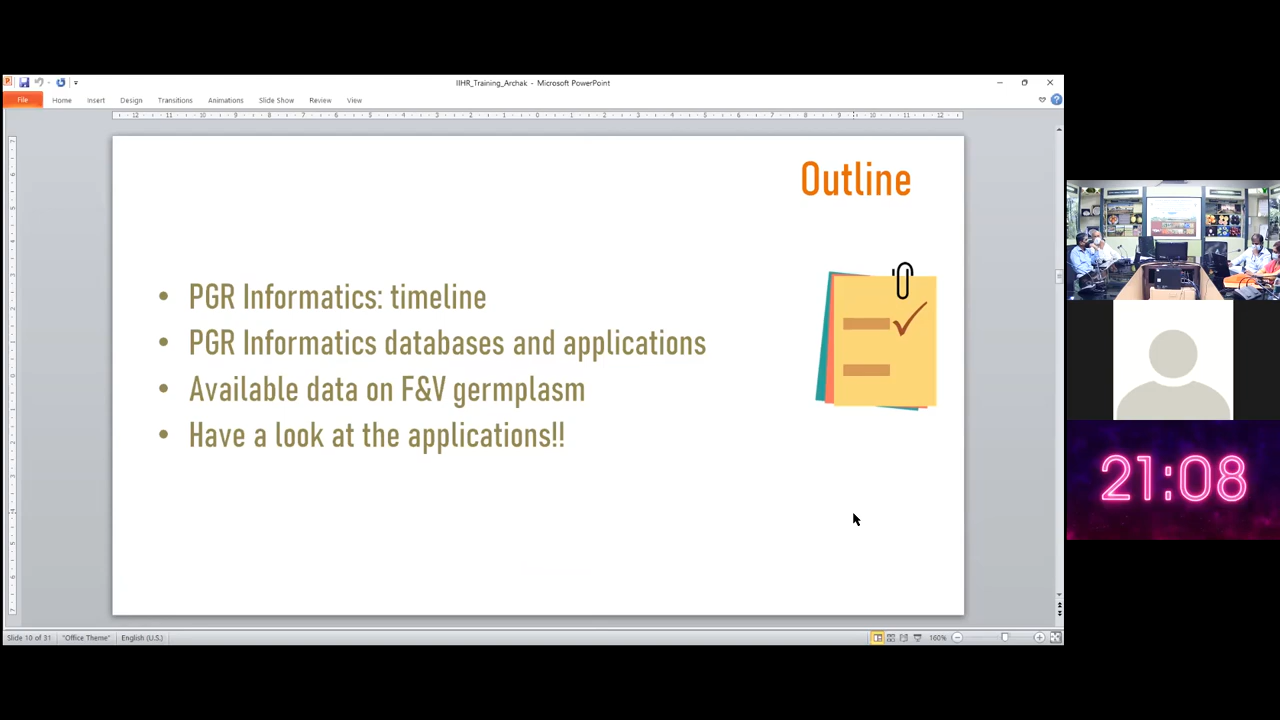 IIHR_Training_Archak - Microsoft PowerPoint
File Home Insert Design Transitions Animations Slide Show Review View
Outline
• PGR Informatics: timeline
• PGR Informatics databases and applications
• Available data on F&V germplasm
• Have a look at the applications!!
21:08
Slide 10 of 31 "Office Theme" English (U.S.) 160%